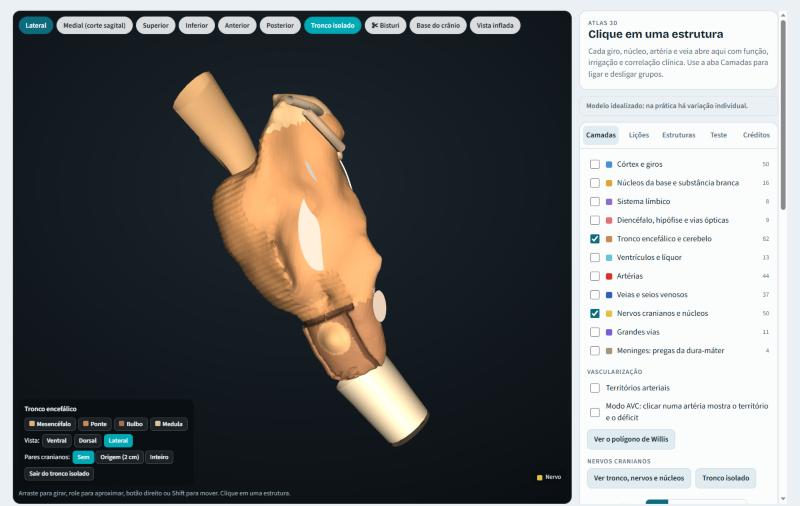 Lateral
Medial (corte sagital)
Superior
Inferior
Anterior
Posterior
Tronco isolado
Bisturi
Base do crânio
Vista inflada
ATLAS 3D
Clique em uma estrutura
Cada giro, núcleo, artéria e veia abre aqui com função,
irrigação e correlação clínica. Use a aba Camadas para
ligar e desligar grupos.
Modelo idealizado: na prática há variação individual.
Camadas
Lições
Estruturas
Teste
Créditos
Córtex e giros 50
Núcleos da base e substância branca 16
Sistema límbico 8
Diencéfalo, hipófise e vias ópticas 9
Tronco encefálico e cerebelo 62
Ventrículos e líquor 13
Artérias 44
Veias e seios venosos 37
Nervos cranianos e núcleos 50
Grandes vias 11
Meninges: pregas da dura-máter 4
VASCULARIZAÇÃO
Territórios arteriais
Modo AVC: clicar numa artéria mostra o território
e o déficit
Ver o polígono de Willis
NERVOS CRANIANOS
Ver tronco, nervos e núcleos
Tronco isolado
Tronco encefálico
Mesencéfalo
Ponte
Bulbo
Medula
Vista: Ventral Dorsal Lateral
Pares cranianos: Sem Origem (2 cm) Inteiro
Sair do tronco isolado
Nervo
Arraste para girar, role para aproximar, botão direito ou Shift para mover. Clique em uma estrutura.